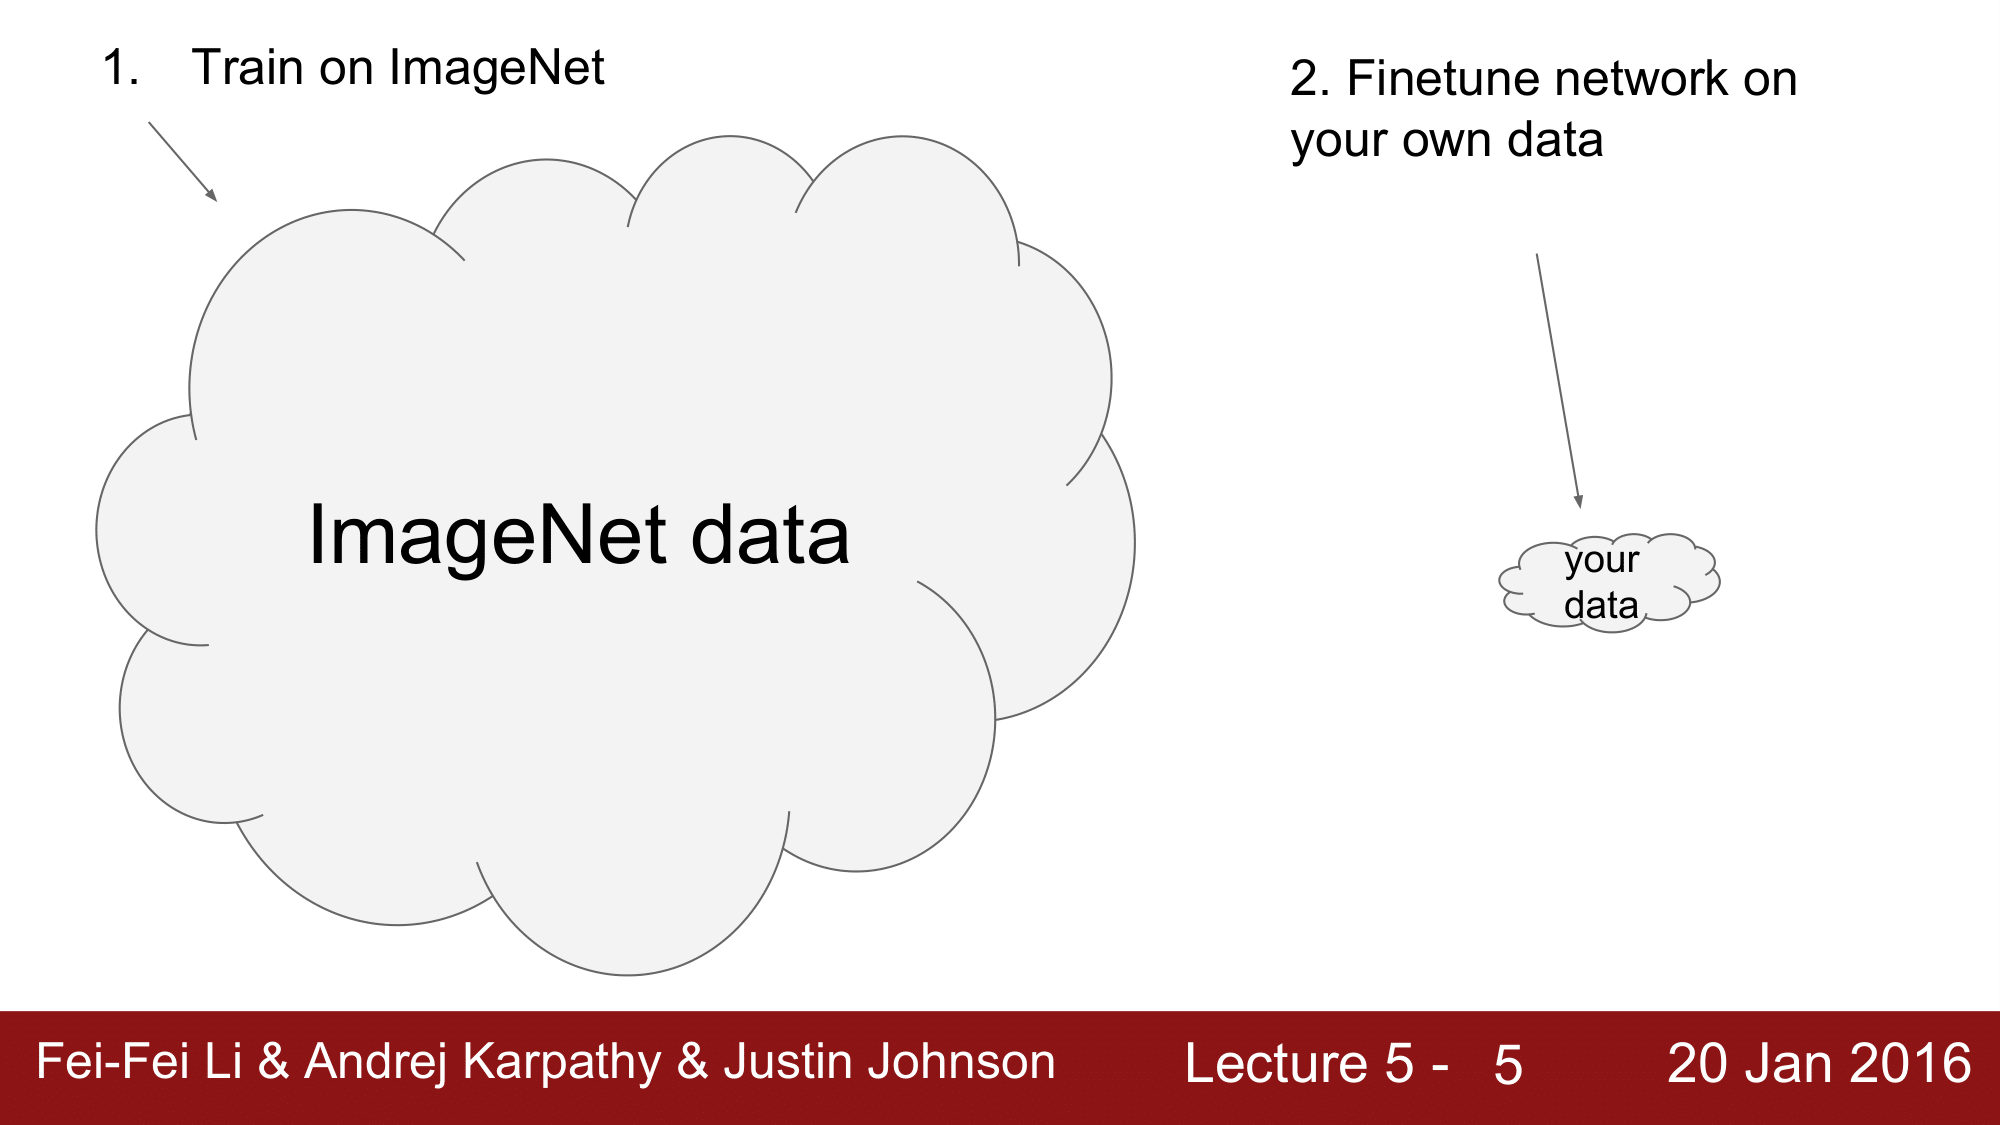 1. Train on ImageNet
2. Finetune network on
your own data
ImageNet data
your
data
Fei-Fei Li & Andrej Karpathy & Justin Johnson
Lecture 5 - 5
20 Jan 2016